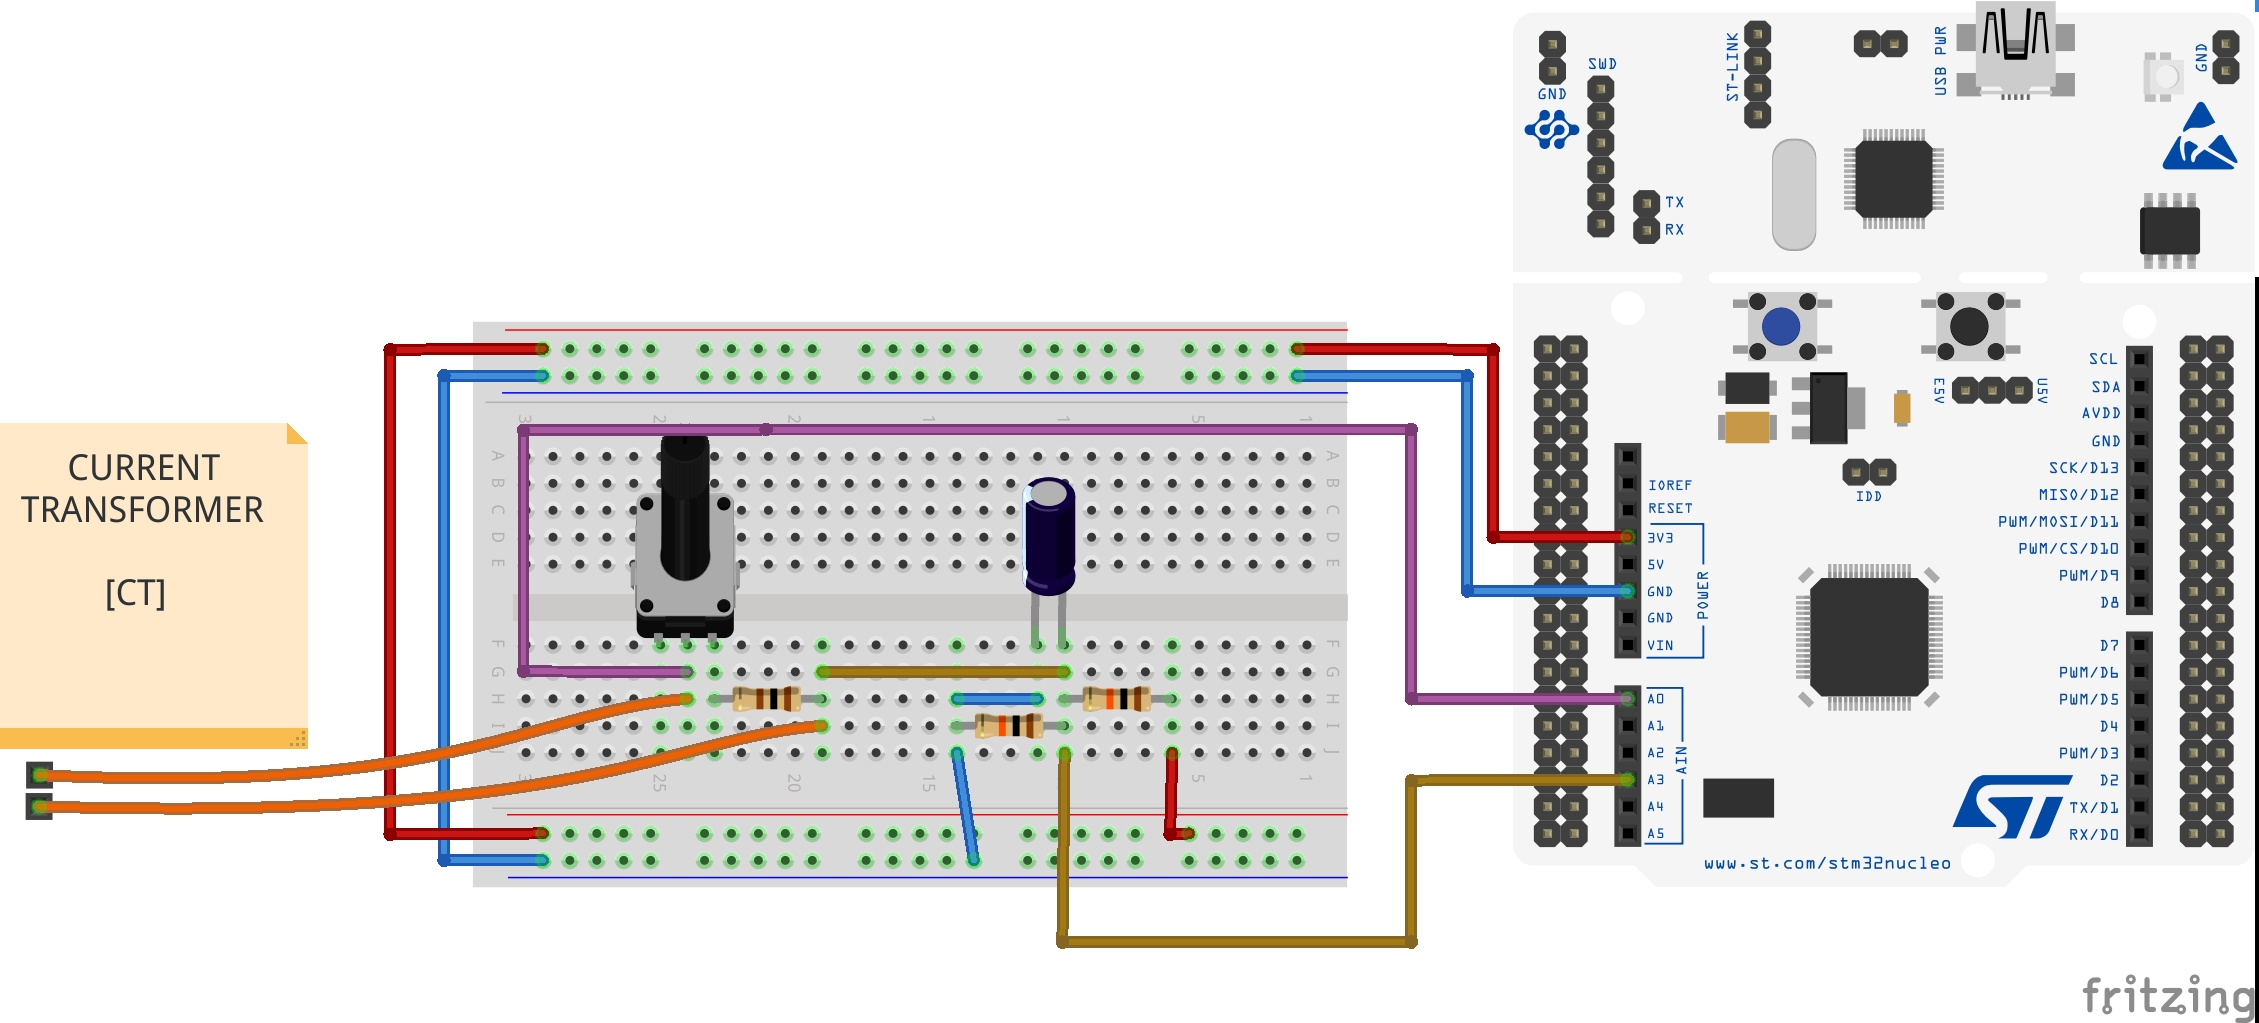 CURRENT
TRANSFORMER
[CT]
GND
SWD
TX
RX
ST-LINK
USB PWR
GND
E5V
U5V
IDD
IOREF
RESET
3V3
5V
GND
GND
VIN
POWER
A0
A1
A2
A3
A4
A5
AIN
SCL
SDA
AVDD
GND
SCK/D13
MISO/D12
PWM/MOSI/D11
PWM/CS/D10
PWM/D9
D8
D7
PWM/D6
PWM/D5
D4
PWM/D3
D2
TX/D1
RX/D0
ST
www.st.com/stm32nucleo
5
1
A
B
C
D
E
F
G
H
I
J
A
B
C
D
E
F
G
H
I
J
25
20
15
5
1
fritzing